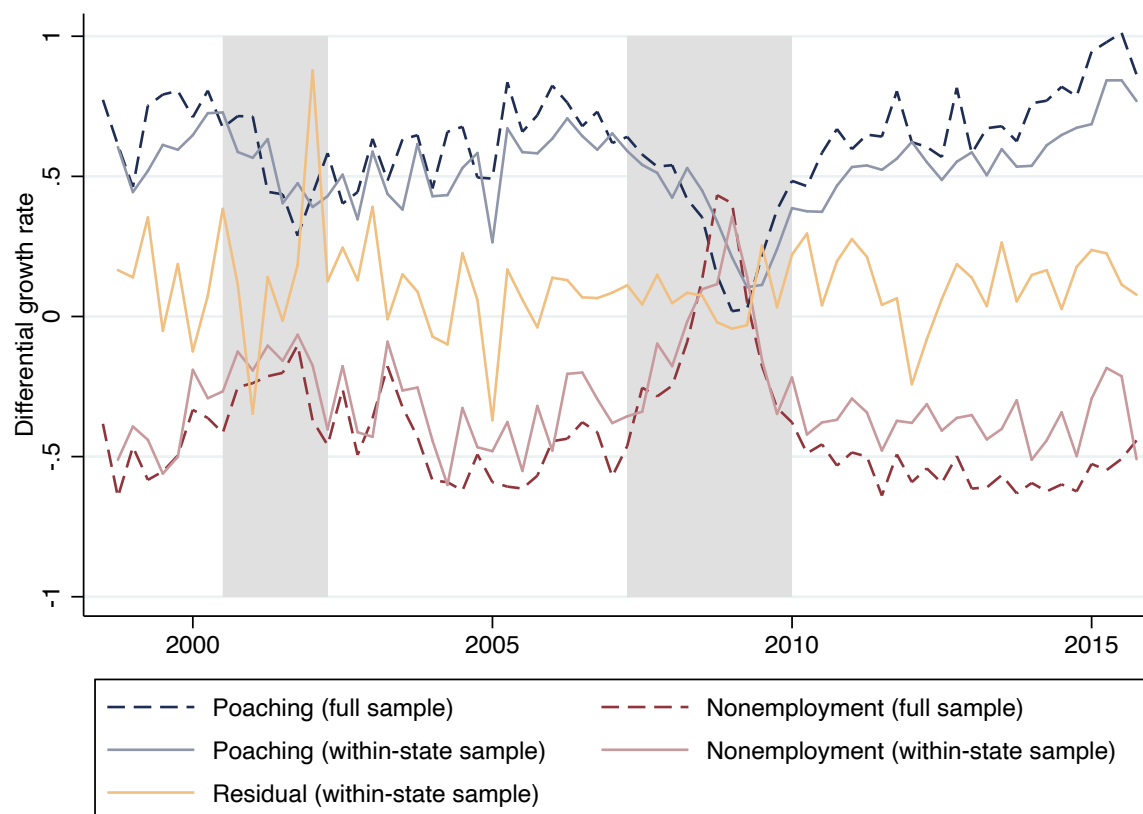 Differential growth rate
1
.5
0
-.5
-1
2000 2005 2010 2015
Poaching (full sample) Nonemployment (full sample)
Poaching (within-state sample) Nonemployment (within-state sample)
Residual (within-state sample)